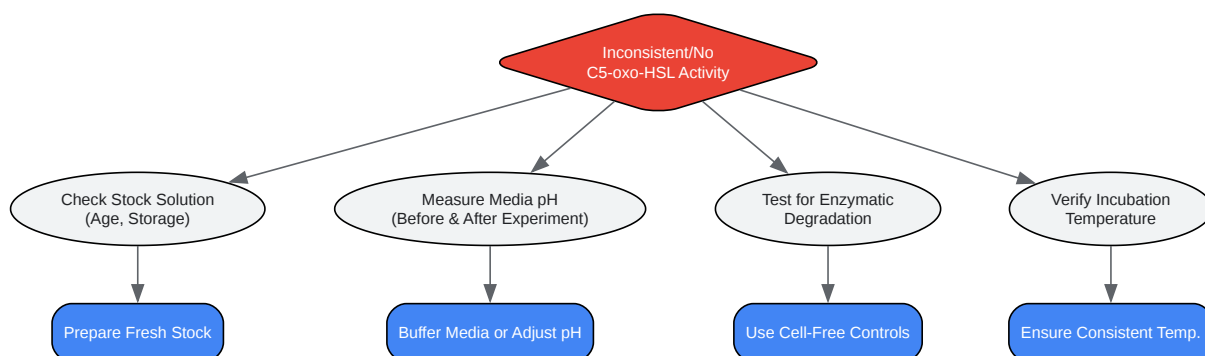 Inconsistent/No
C5-oxo-HSL Activity
Check Stock Solution
(Age, Storage)
Measure Media pH
(Before & After Experiment)
Test for Enzymatic
Degradation
Verify Incubation
Temperature
Prepare Fresh Stock
Buffer Media or Adjust pH
Use Cell-Free Controls
Ensure Consistent Temp.